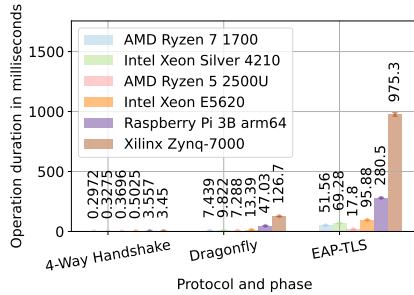 Operation duration in milliseconds
1500
1000
500
0
AMD Ryzen 7 1700
Intel Xeon Silver 4210
AMD Ryzen 5 2500U
Intel Xeon E5620
Raspberry Pi 3B arm64
Xilinx Zynq-7000
0.2972
0.3275
0.3696
0.5025
3.557
3.45
7.439
9.822
7.288
13.39
47.03
126.7
51.56
69.28
17.8
95.88
280.5
975.3
4-Way Handshake
Dragonfly
EAP-TLS
Protocol and phase